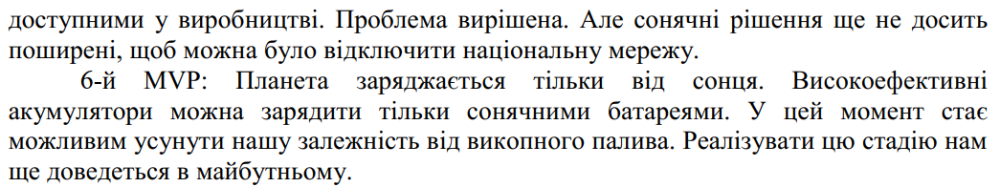 доступними у виробництві. Проблема вирішена. Але сонячні рішення ще не досить
поширені, щоб можна було відключити національну мережу.
6-й MVP: Планета заряджається тільки від сонця. Високоефективні
акумулятори можна зарядити тільки сонячними батареями. У цей момент стає
можливим усунути нашу залежність від викопного палива. Реалізувати цю стадію нам
ще доведеться в майбутньому.